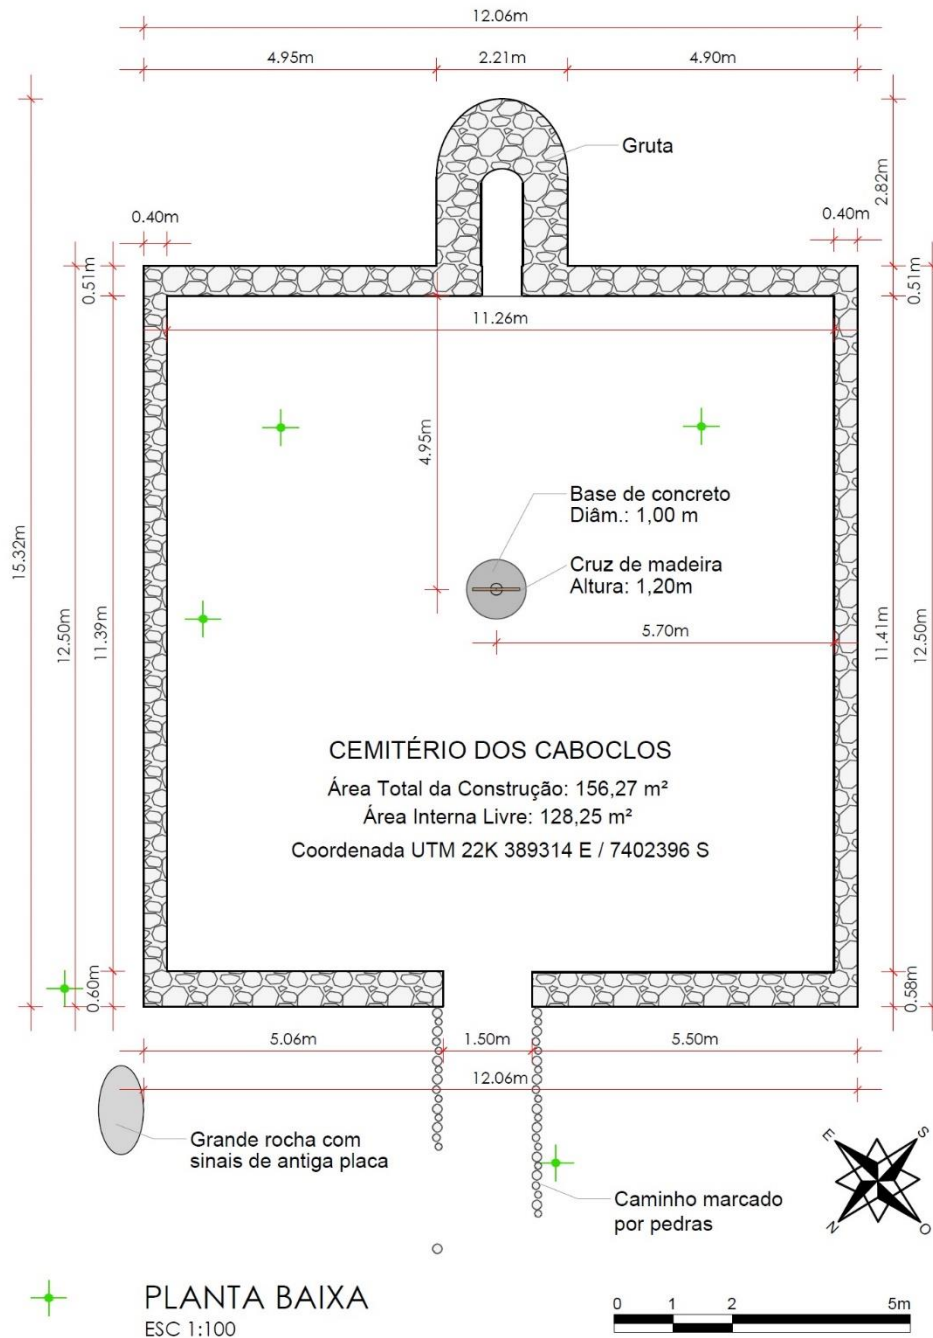 12.06m
4.95m
2.21m
4.90m
Gruta
2.82m
0.40m
0.40m
0.51m
0.51m
11.26m
4.95m
Base de concreto
Diâm.: 1,00 m
Cruz de madeira
Altura: 1,20m
15.32m
12.50m
11.39m
5.70m
11.41m
12.50m
CEMITÉRIO DOS CABOCLOS
Área Total da Construção: 156,27 m²
Área Interna Livre: 128,25 m²
Coordenada UTM 22K 389314 E / 7402396 S
0.60m
0.58m
5.06m
1.50m
5.50m
12.06m
Grande rocha com
sinais de antiga placa
E
S
N
O
Caminho marcado
por pedras
PLANTA BAIXA
ESC 1:100
0 1 2 5m